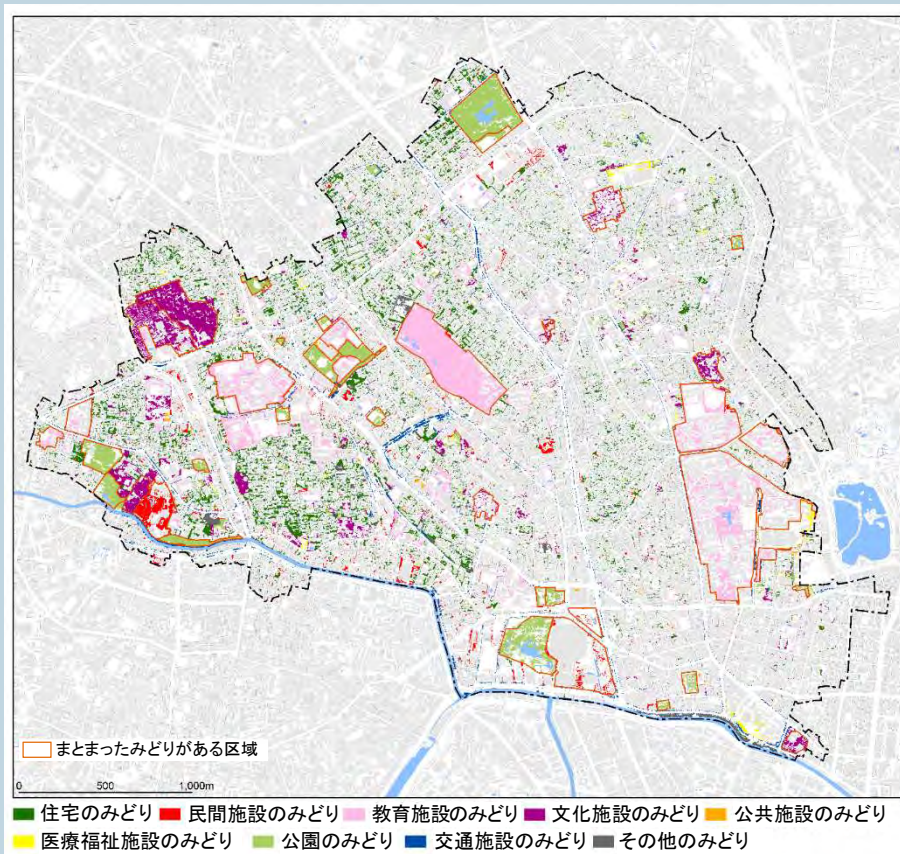 まとまったみどりがある区域
0 500 1,000m
住宅のみどり 民間施設のみどり 教育施設のみどり 文化施設のみどり 公共施設のみどり
医療福祉施設のみどり 公園のみどり 交通施設のみどり その他のみどり